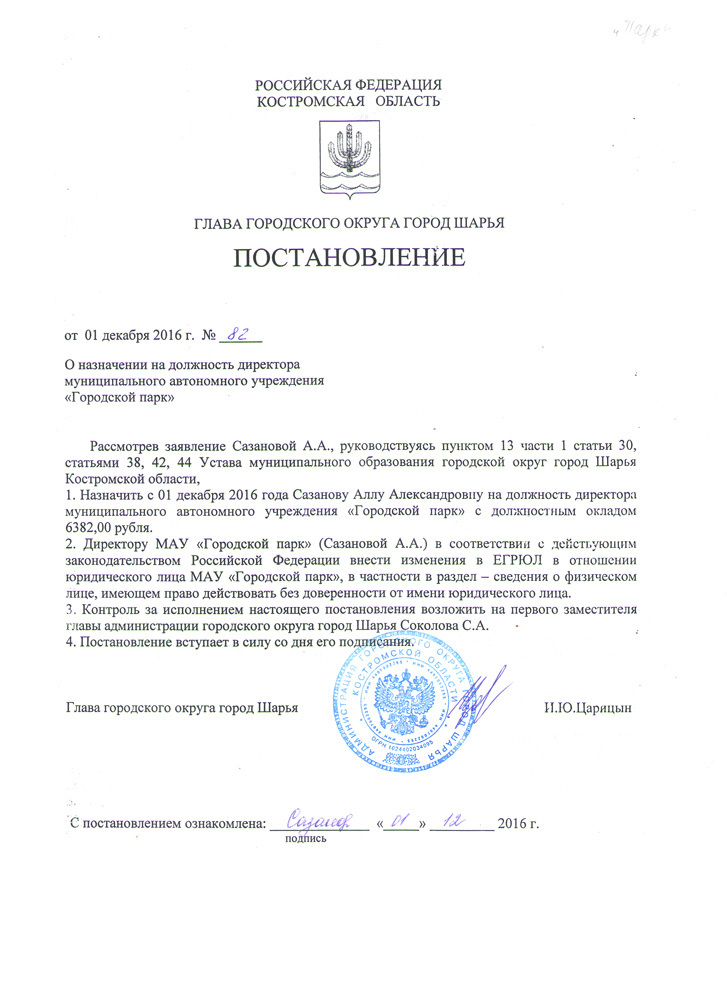 "Парк"
РОССИЙСКАЯ ФЕДЕРАЦИЯ
КОСТРОМСКАЯ ОБЛАСТЬ
ГЛАВА ГОРОДСКОГО ОКРУГА ГОРОД ШАРЬЯ
ПОСТАНОВЛЕНИЕ
от 01 декабря 2016 г. № 82
О назначении на должность директора
муниципального автономного учреждения
«Городской парк»
Рассмотрев заявление Сазановой А.А., руководствуясь пунктом 13 части 1 статьи 30,
статьями 38, 42, 44 Устава муниципального образования городской округ город Шарья
Костромской области,
1. Назначить с 01 декабря 2016 года Сазанову Аллу Александровну на должность директора
муниципального автономного учреждения «Городской парк» с должностным окладом
6382,00 рубля.
2. Директору МАУ «Городской парк» (Сазановой А.А.) в соответствии с действующим
законодательством Российской Федерации внести изменения в ЕГРЮЛ в отношении
юридического лица МАУ «Городской парк», в частности в раздел – сведения о физическом
лице, имеющем право действовать без доверенности от имени юридического лица.
3. Контроль за исполнением настоящего постановления возложить на первого заместителя
главы администрации городского округа город Шарья Соколова С.А.
4. Постановление вступает в силу со дня его подписания.
АДМИНИСТРАЦИЯ ГОРОДСКОГО ОКРУГА ГОРОД ШАРЬЯ
КОСТРОМСКОЙ ОБЛАСТИ
ОГРН 1024402034095
Глава городского округа город Шарья И.Ю.Царицын
С постановлением ознакомлена: Сазанов «01» 12 2016 г.
подпись